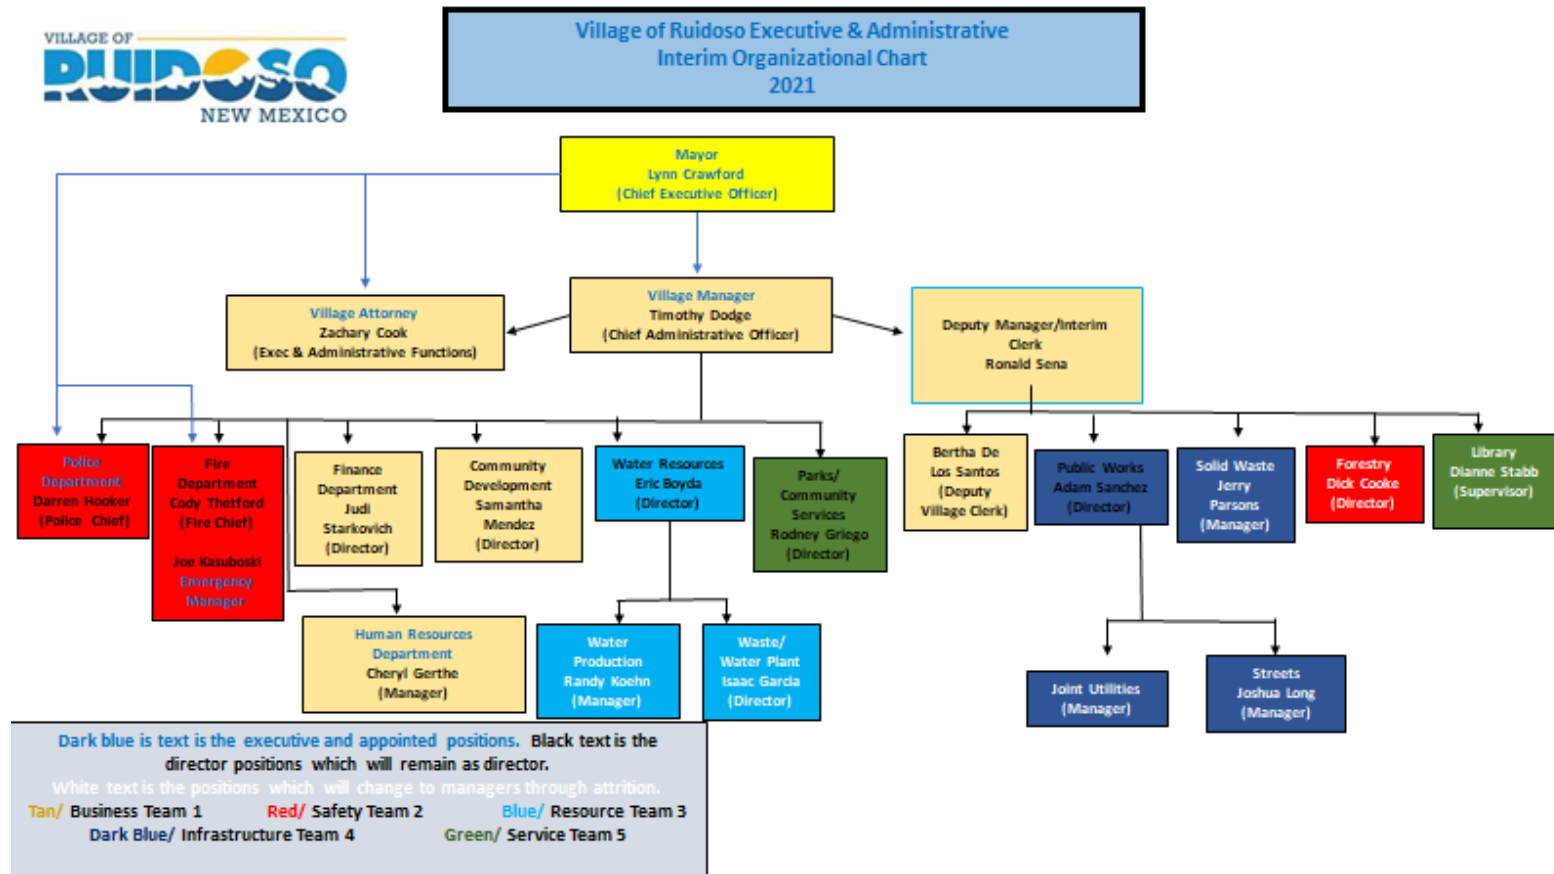 VILLAGE OF
RUIDOSO
NEW MEXICO
Village of Ruidoso Executive & Administrative
Interim Organizational Chart
2021
Mayor
Lynn Crawford
(Chief Executive Officer)
Village Attorney
Zachary Cook
(Exec & Administrative Functions)
Village Manager
Timothy Dodge
(Chief Administrative Officer)
Deputy Manager/Interim
Clerk
Ronald Sena
Police
Department
Darren Hooker
(Police Chief)
Fire
Department
Cody Thetford
(Fire Chief)
Joe Kasuboski
Emergency
Manager
Finance
Department
Judi
Starkovich
(Director)
Community
Development
Samantha
Mendez
(Director)
Water Resources
Eric Boyda
(Director)
Parks/
Community
Services
Rodney Griego
(Director)
Bertha De
Los Santos
(Deputy
Village Clerk)
Public Works
Adam Sanchez
(Director)
Solid Waste
Jerry
Parsons
(Manager)
Forestry
Dick Cooke
(Director)
Library
Dianne Stabb
(Supervisor)
Human Resources
Department
Cheryl Gerthe
(Manager)
Water
Production
Randy Koehn
(Manager)
Waste/
Water Plant
Isaac Garcia
(Director)
Joint Utilities
(Manager)
Streets
Joshua Long
(Manager)
Dark blue is text is the executive and appointed positions. Black text is the
director positions which will remain as director.
White text is the positions which will change to managers through attrition.
Tan/ Business Team 1 Red/ Safety Team 2 Blue/ Resource Team 3
Dark Blue/ Infrastructure Team 4 Green/ Service Team 5